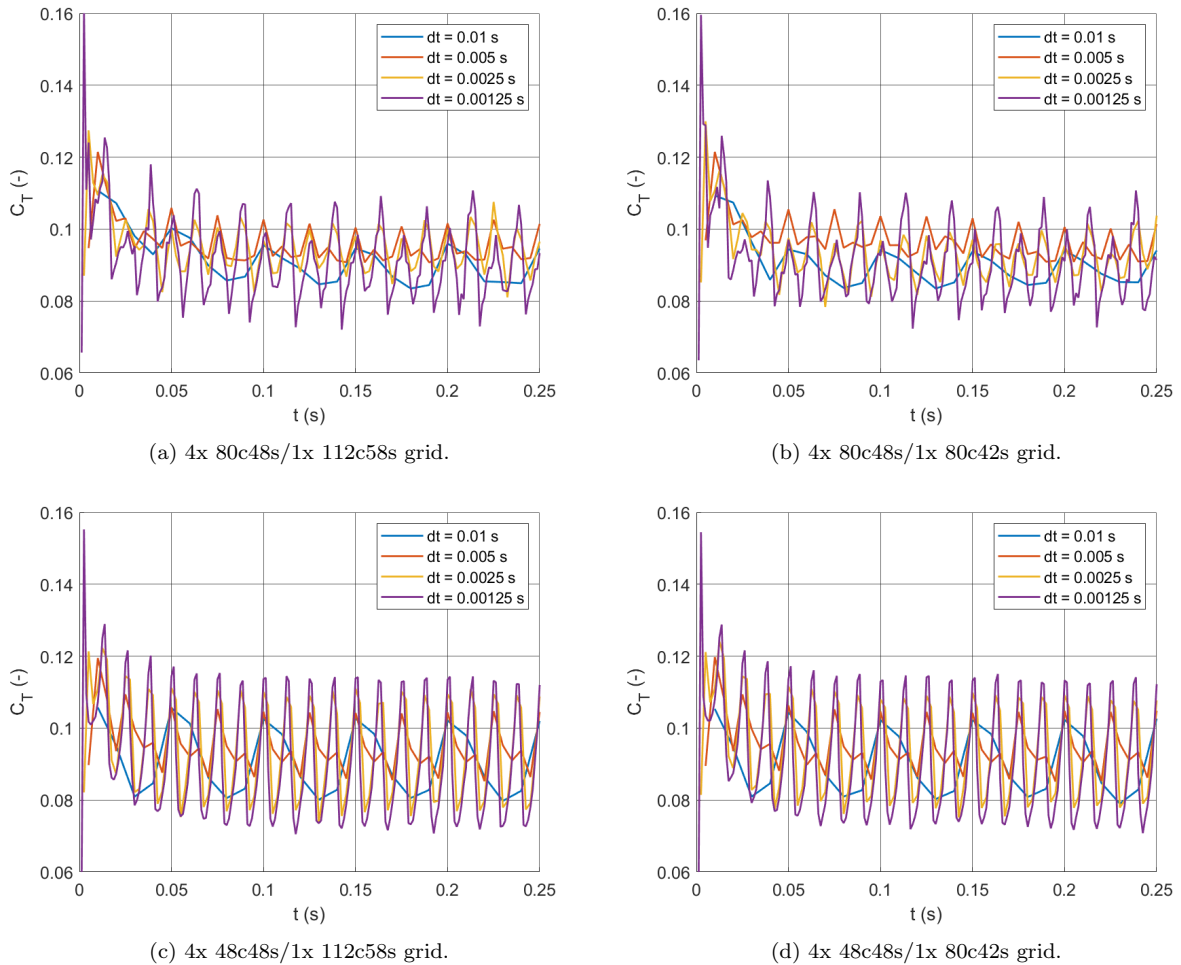 0.16
0.14
0.12
0.1
0.08
0.06
C_T (-)
dt = 0.01 s
dt = 0.005 s
dt = 0.0025 s
dt = 0.00125 s
0 0.05 0.1 0.15 0.2 0.25
t (s)
(a) 4x 80c48s/1x 112c58s grid.
0.16
0.14
0.12
0.1
0.08
0.06
C_T (-)
dt = 0.01 s
dt = 0.005 s
dt = 0.0025 s
dt = 0.00125 s
0 0.05 0.1 0.15 0.2 0.25
t (s)
(b) 4x 80c48s/1x 80c42s grid.
0.16
0.14
0.12
0.1
0.08
0.06
C_T (-)
dt = 0.01 s
dt = 0.005 s
dt = 0.0025 s
dt = 0.00125 s
0 0.05 0.1 0.15 0.2 0.25
t (s)
(c) 4x 48c48s/1x 112c58s grid.
0.16
0.14
0.12
0.1
0.08
0.06
C_T (-)
dt = 0.01 s
dt = 0.005 s
dt = 0.0025 s
dt = 0.00125 s
0 0.05 0.1 0.15 0.2 0.25
t (s)
(d) 4x 48c48s/1x 80c42s grid.